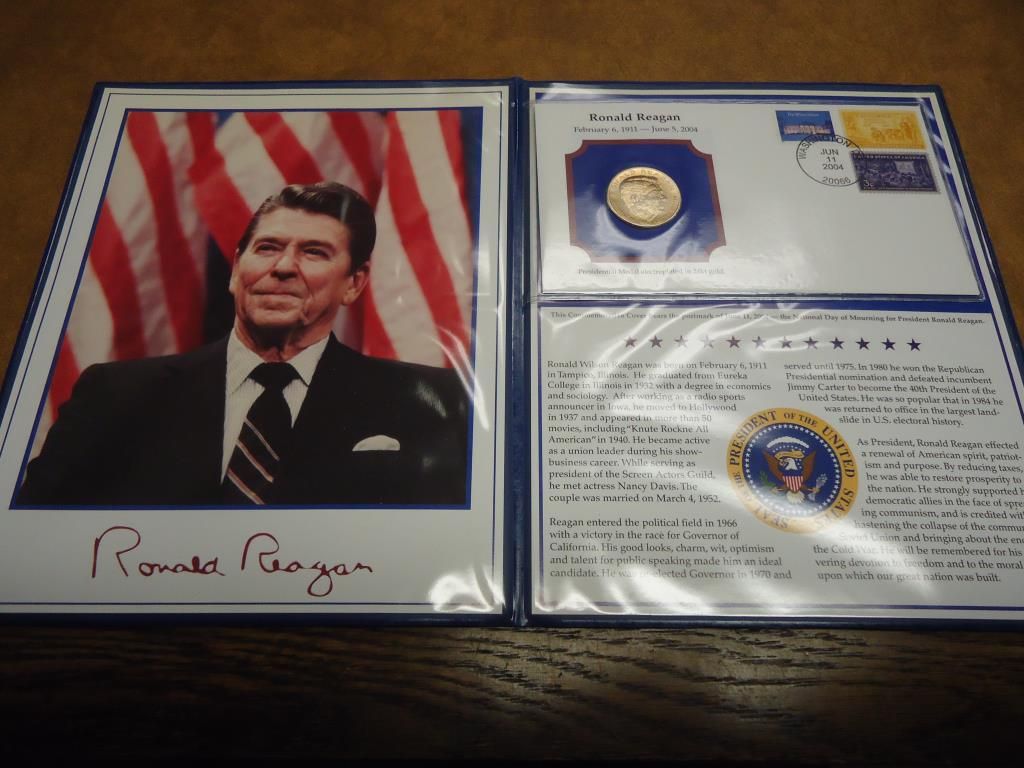 Ronald Reagan
Ronald Reagan
February 6, 1911 — June 5, 2004
Presidential Medal electroplated in 24kt gold.
WASHINGTON
JUN
11
2004
20066
UNITED STATES OF AMERICA
3c
This Commemorative Cover bears the postmark of June 11, 2004 — the National Day of Mourning for President Ronald Reagan.
Ronald Wilson Reagan was born on February 6, 1911
in Tampico, Illinois. He graduated from Eureka
College in Illinois in 1932 with a degree in economics
and sociology. After working as a radio sports
announcer in Iowa, he moved to Hollywood
in 1937 and appeared in more than 50
movies, including "Knute Rockne All
American" in 1940. He became active
as a union leader during his show-
business career. While serving as
president of the Screen Actors Guild,
he met actress Nancy Davis. The
couple was married on March 4, 1952.
Reagan entered the political field in 1966
with a victory in the race for Governor of
California. His good looks, charm, wit, optimism
and talent for public speaking made him an ideal
candidate. He was re-elected Governor in 1970 and
served until 1975. In 1980 he won the Republican
Presidential nomination and defeated incumbent
Jimmy Carter to become the 40th President of the
United States. He was so popular that in 1984 he
was returned to office in the largest land-
slide in U.S. electoral history.
As President, Ronald Reagan effected
a renewal of American spirit, patriot-
ism and purpose. By reducing taxes,
he was able to restore prosperity to
the nation. He strongly supported
democratic allies in the face of
ing communism, and is credited
hastening the collapse of the
Soviet Union and bringing about the
the Cold War. He will be remembered for his
vering devotion to freedom and to the moral
upon which our great nation was built.
SEAL OF THE PRESIDENT OF THE UNITED STATES